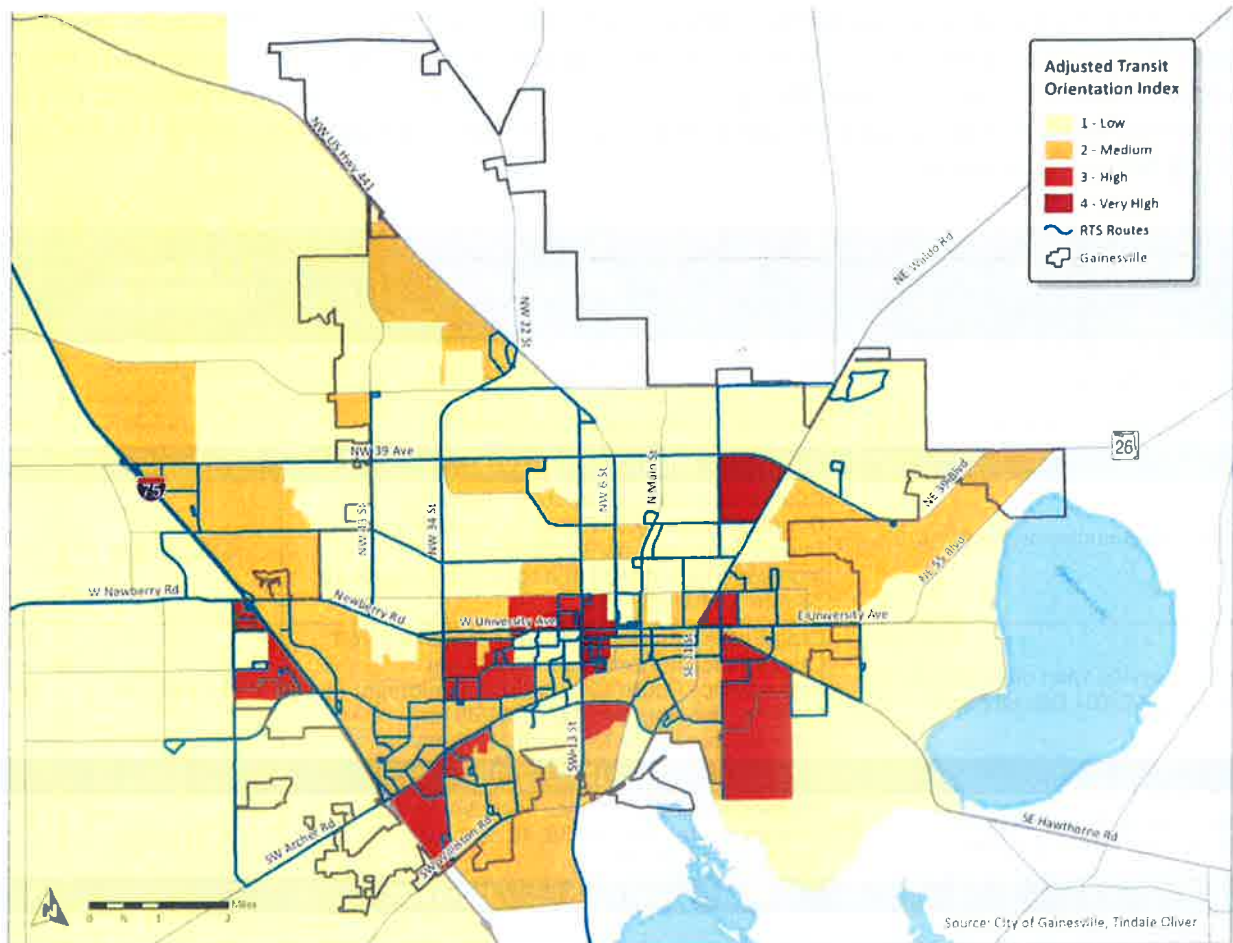 Adjusted Transit
Orientation Index
1 - Low
2 - Medium
3 - High
4 - Very High
RTS Routes
Gainesville
NW US Hwy 441
NE Waldo Rd
NW 22 St
26
NW 39 Ave
75
NW 34 St
NW 6 St
N Main St
NE 39 Blvd
NE 55 Blvd
W Newberry Rd
Newberry Rd
W University Ave
E University Ave
SE 11 St
SW 13 St
SW Archer Rd
SW Williston Rd
SE Hawthorne Rd
Miles
Source: City of Gainesville, Tindale Oliver